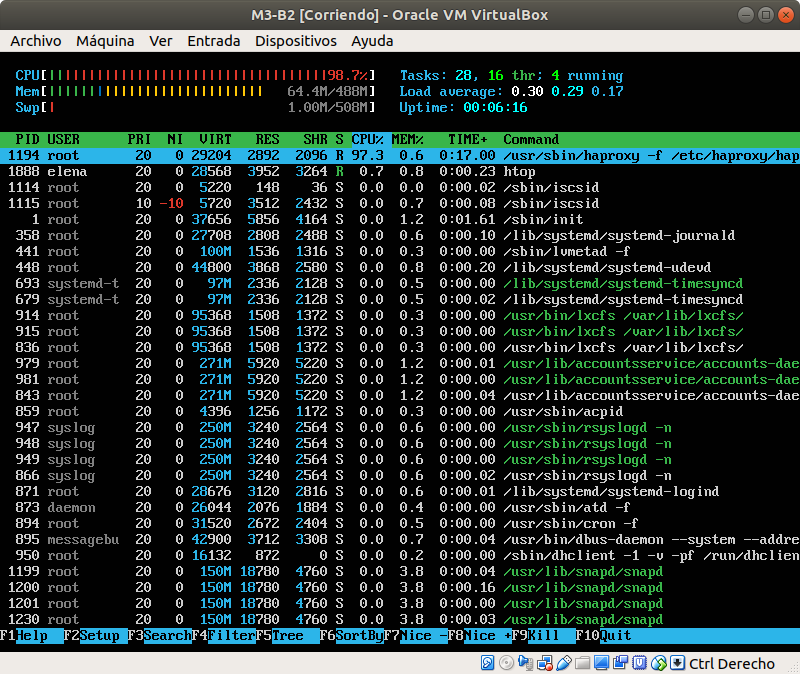 M3-B2 [Corriendo] - Oracle VM VirtualBox
Archivo Máquina Ver Entrada Dispositivos Ayuda
CPU[||||||||||||||||||||||||||||||||||||98.7%] Tasks: 28, 16 thr; 4 running
Mem[||||||||||||||||||||||||||| 64.4M/488M] Load average: 0.30 0.29 0.17
Swp[| 1.00M/508M] Uptime: 00:06:16
PID USER PRI NI VIRT RES SHR S CPU% MEM% TIME+ Command
1194 root 20 0 29204 2892 2096 R 97.3 0.6 0:17.00 /usr/sbin/haproxy -f /etc/haproxy/hap
1888 elena 20 0 28568 3952 3264 R 0.7 0.8 0:00.23 htop
1114 root 20 0 5220 148 36 S 0.0 0.0 0:00.02 /sbin/iscsid
1115 root 10 -10 5720 3512 2432 S 0.0 0.7 0:00.08 /sbin/iscsid
1 root 20 0 37656 5856 4164 S 0.0 1.2 0:01.61 /sbin/init
358 root 20 0 27708 2808 2488 S 0.0 0.6 0:00.10 /lib/systemd/systemd-journald
441 root 20 0 100M 1536 1316 S 0.0 0.3 0:00.00 /sbin/lvmetad -f
448 root 20 0 44800 3868 2580 S 0.0 0.8 0:00.20 /lib/systemd/systemd-udevd
693 systemd-t 20 0 97M 2336 2128 S 0.0 0.5 0:00.00 /lib/systemd/systemd-timesyncd
679 systemd-t 20 0 97M 2336 2128 S 0.0 0.5 0:00.02 /lib/systemd/systemd-timesyncd
914 root 20 0 95368 1508 1372 S 0.0 0.3 0:00.00 /usr/bin/lxcfs /var/lib/lxcfs/
915 root 20 0 95368 1508 1372 S 0.0 0.3 0:00.00 /usr/bin/lxcfs /var/lib/lxcfs/
836 root 20 0 95368 1508 1372 S 0.0 0.3 0:00.00 /usr/bin/lxcfs /var/lib/lxcfs/
979 root 20 0 271M 5920 5220 S 0.0 1.2 0:00.01 /usr/lib/accountsservice/accounts-dae
981 root 20 0 271M 5920 5220 S 0.0 1.2 0:00.00 /usr/lib/accountsservice/accounts-dae
843 root 20 0 271M 5920 5220 S 0.0 1.2 0:00.04 /usr/lib/accountsservice/accounts-dae
859 root 20 0 4396 1256 1172 S 0.0 0.3 0:00.00 /usr/sbin/acpid
947 syslog 20 0 250M 3240 2564 S 0.0 0.6 0:00.00 /usr/sbin/rsyslogd -n
948 syslog 20 0 250M 3240 2564 S 0.0 0.6 0:00.00 /usr/sbin/rsyslogd -n
949 syslog 20 0 250M 3240 2564 S 0.0 0.6 0:00.00 /usr/sbin/rsyslogd -n
866 syslog 20 0 250M 3240 2564 S 0.0 0.6 0:00.02 /usr/sbin/rsyslogd -n
871 root 20 0 28676 3120 2816 S 0.0 0.6 0:00.01 /lib/systemd/systemd-logind
873 daemon 20 0 26044 2076 1884 S 0.0 0.4 0:00.00 /usr/sbin/atd -f
894 root 20 0 31520 2672 2404 S 0.0 0.5 0:00.00 /usr/sbin/cron -f
895 messagebu 20 0 42900 3712 3308 S 0.0 0.7 0:00.04 /usr/bin/dbus-daemon --system --addre
950 root 20 0 16132 872 0 S 0.0 0.2 0:00.00 /sbin/dhclient -1 -v -pf /run/dhclien
1199 root 20 0 150M 18780 4760 S 0.0 3.8 0:00.04 /usr/lib/snapd/snapd
1200 root 20 0 150M 18780 4760 S 0.0 3.8 0:00.16 /usr/lib/snapd/snapd
1201 root 20 0 150M 18780 4760 S 0.0 3.8 0:00.00 /usr/lib/snapd/snapd
1230 root 20 0 150M 18780 4760 S 0.0 3.8 0:00.03 /usr/lib/snapd/snapd
F1Help F2Setup F3SearchF4FilterF5Tree F6SortByF7Nice -F8Nice +F9Kill F10Quit
Ctrl Derecho